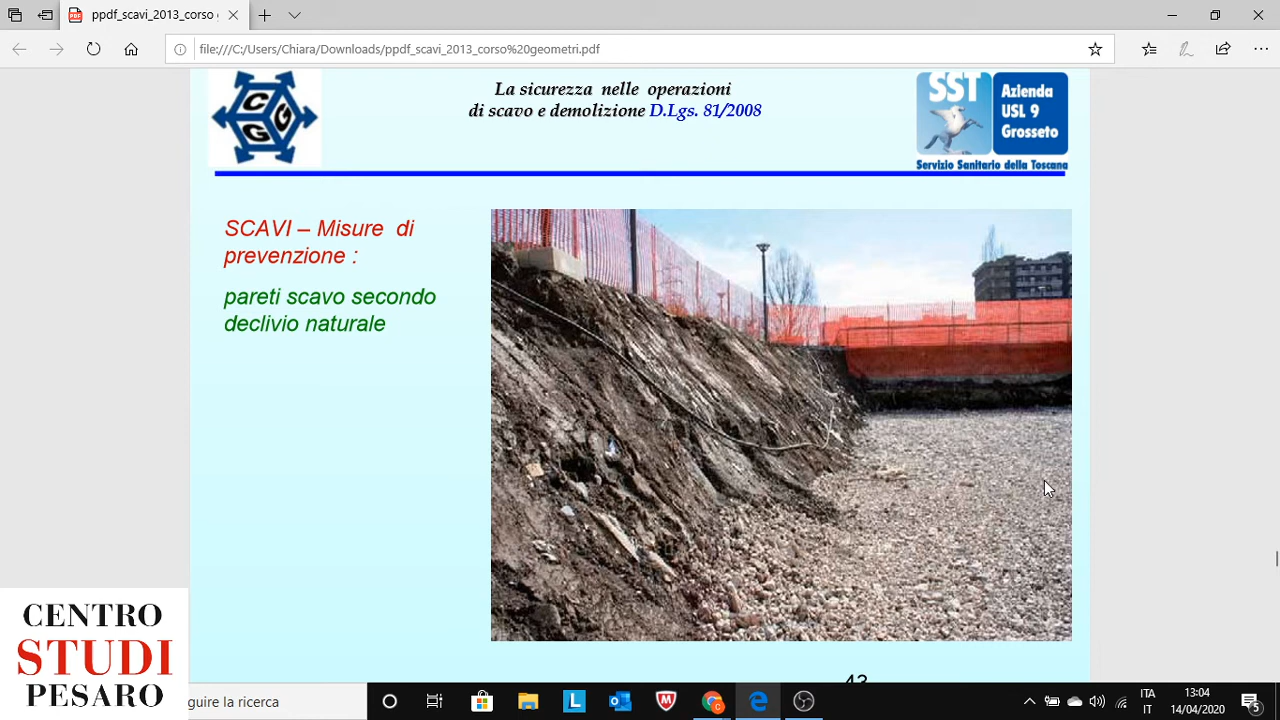 ppdf_scavi_2013_corso
file:///C:/Users/Chiara/Downloads/ppdf_scavi_2013_corso%20geometri.pdf
C G G
La sicurezza nelle operazioni
di scavo e demolizione D.Lgs. 81/2008
SST
Azienda
USL 9
Grosseto
Servizio Sanitario della Toscana
SCAVI – Misure di
prevenzione :
pareti scavo secondo
declivio naturale
43
CENTRO
STUDI
PESARO
guire la ricerca
ITA
IT
13:04
14/04/2020
5